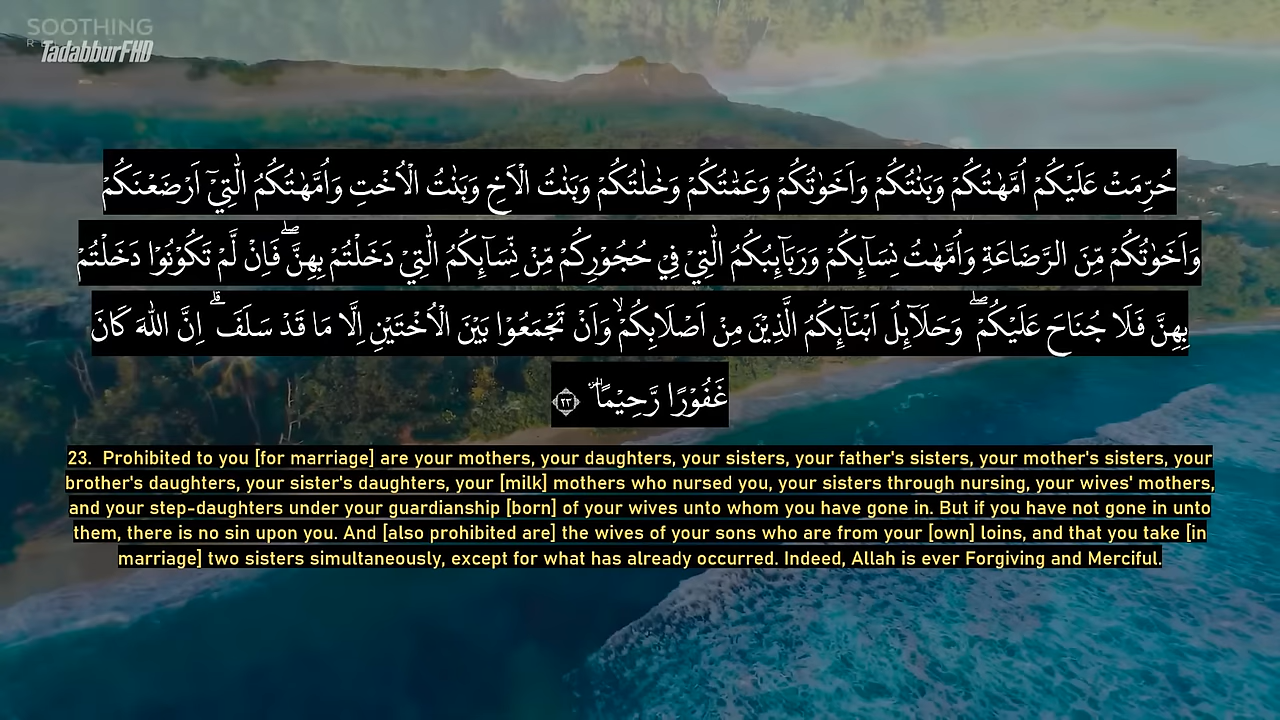 SOOTHING
TadabburFHD
حُرِّمَتْ عَلَيْكُمْ اُمَّهٰتُكُمْ وَبَنٰتُكُمْ وَاَخَوٰتُكُمْ وَعَمّٰتُكُمْ وَخٰلٰتُكُمْ وَبَنٰتُ الْاَخِ وَبَنٰتُ الْاُخْتِ وَاُمَّهٰتُكُمُ الّٰتِيْٓ اَرْضَعْنَكُمْ
وَاَخَوٰتُكُمْ مِّنَ الرَّضَاعَةِ وَاُمَّهٰتُ نِسَاۤىِٕكُمْ وَرَبَاۤىِٕبُكُمُ الّٰتِيْ فِيْ حُجُوْرِكُمْ مِّنْ نِّسَاۤىِٕكُمُ الّٰتِيْ دَخَلْتُمْ بِهِنَّۖ فَاِنْ لَّمْ تَكُوْنُوْا دَخَلْتُمْ
بِهِنَّ فَلَا جُنَاحَ عَلَيْكُمْۖ وَحَلَاۤىِٕلُ اَبْنَاۤىِٕكُمُ الَّذِيْنَ مِنْ اَصْلَابِكُمْۙ وَاَنْ تَجْمَعُوْا بَيْنَ الْاُخْتَيْنِ اِلَّا مَا قَدْ سَلَفَۗ اِنَّ اللّٰهَ كَانَ
غَفُوْرًا رَّحِيْمًاۙ ۝٢٣
23. Prohibited to you [for marriage] are your mothers, your daughters, your sisters, your father's sisters, your mother's sisters, your
brother's daughters, your sister's daughters, your [milk] mothers who nursed you, your sisters through nursing, your wives' mothers,
and your step-daughters under your guardianship [born] of your wives unto whom you have gone in. But if you have not gone in unto
them, there is no sin upon you. And [also prohibited are] the wives of your sons who are from your [own] loins, and that you take [in
marriage] two sisters simultaneously, except for what has already occurred. Indeed, Allah is ever Forgiving and Merciful.